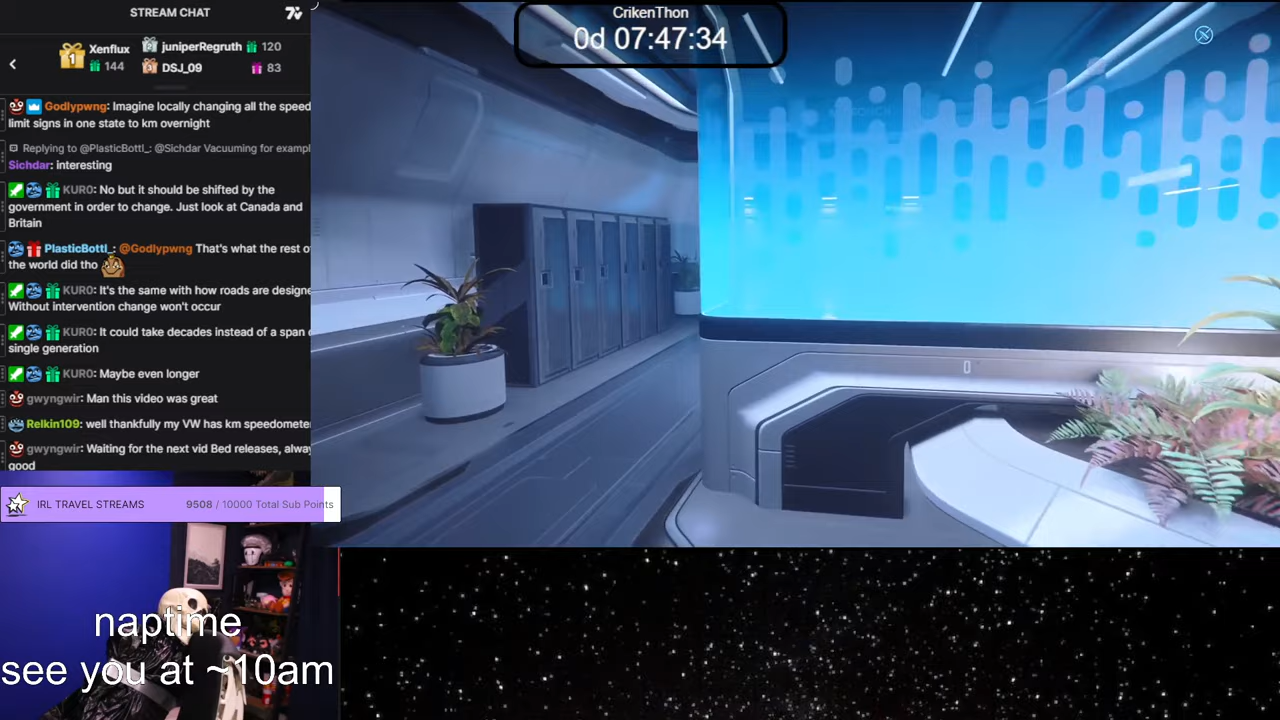 STREAM CHAT
Xenflux
144
juniperRegruth 120
DSJ_09 83
CrikenThon
0d 07:47:34
Godlypwng: Imagine locally changing all the speed
limit signs in one state to km overnight
Replying to @PlasticBottl_: @Sichdar Vacuuming for exampl
Sichdar: interesting
KUR0: No but it should be shifted by the
government in order to change. Just look at Canada and
Britain
PlasticBottl_: @Godlypwng That's what the rest o
the world did tho
KUR0: It's the same with how roads are designe
Without intervention change won't occur
KUR0: It could take decades instead of a span
single generation
KUR0: Maybe even longer
gwyngwir: Man this video was great
Relkin109: well thankfully my VW has km speedomete
gwyngwir: Waiting for the next vid Bed releases, alwa
good
IRL TRAVEL STREAMS 9508 / 10000 Total Sub Points
naptime
see you at ~10am